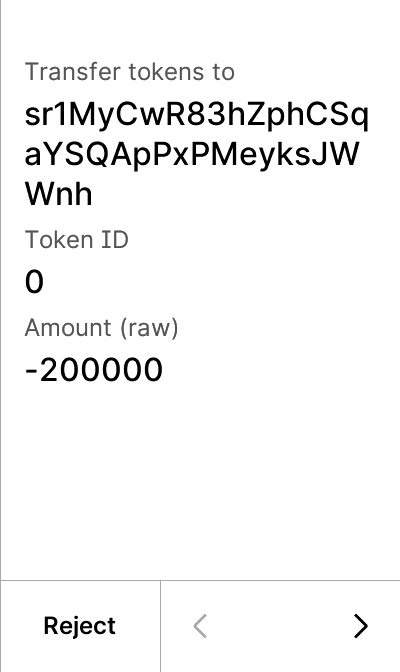 Transfer tokens to
sr1MyCwR83hZphCSq
aYSQApPxPMeyksJW
Wnh
Token ID
0
Amount (raw)
-200000
Reject